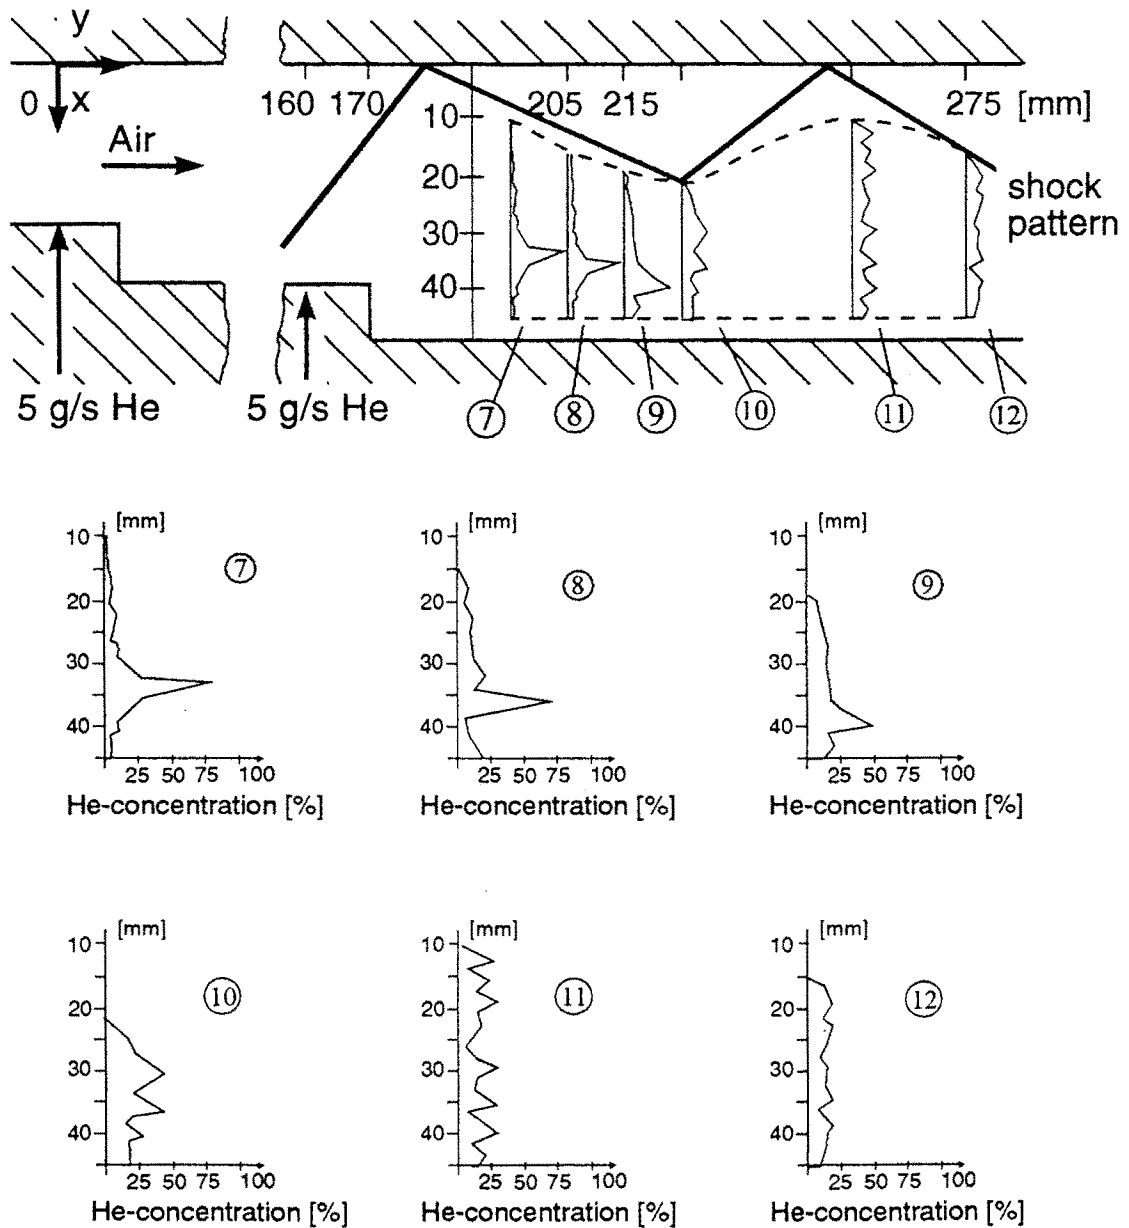 y
0 x 160 170 205 215 275 [mm]
10
Air
20
shock
pattern
30
40
5 g/s He 5 g/s He 7 8 9 10 11 12
[mm] [mm] [mm]
10 10 10
7 8 9
20 20 20
30 30 30
40 40 40
25 50 75 100 25 50 75 100 25 50 75 100
He-concentration [%] He-concentration [%] He-concentration [%]
[mm] [mm] [mm]
10 10 10
10 11 12
20 20 20
30 30 30
40 40 40
25 50 75 100 25 50 75 100 25 50 75 100
He-concentration [%] He-concentration [%] He-concentration [%]